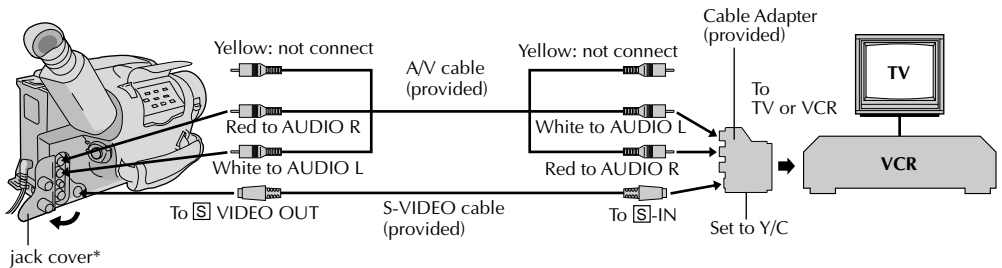 Cable Adapter
(provided)
Yellow: not connect
Yellow: not connect
A/V cable
(provided)
TV
To
TV or VCR
Red to AUDIO R
White to AUDIO L
White to AUDIO L
Red to AUDIO R
VCR
To S VIDEO OUT
S-VIDEO cable
(provided)
To S-IN
Set to Y/C
jack cover*